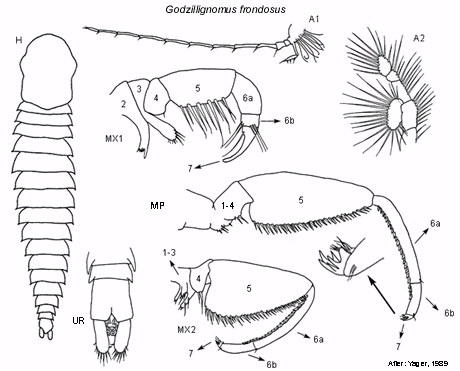 Godzillignomus frondosus
A1
H
A2
3
5
2
4
6a
6b
MX1
7
MP
1-4
5
6a
1-3
4
5
6b
UR
MX2
6a
7
7
6b
After: Yager, 1989